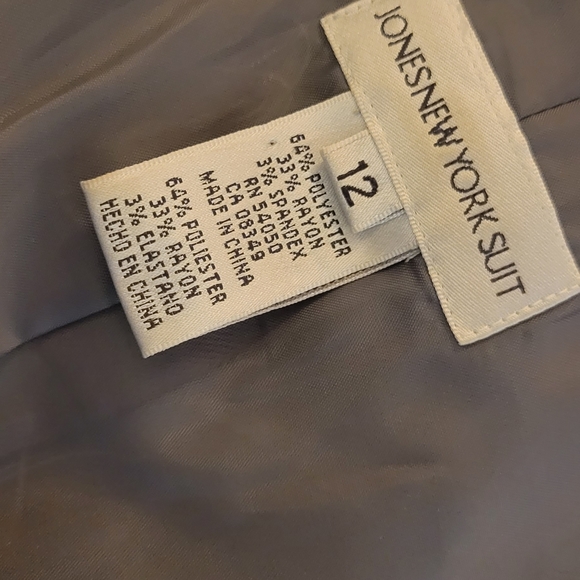 JONES NEW YORK SUIT
12
64% POLYESTER
33% RAYON
3% SPANDEX
RN 54050
CA 08349
MADE IN CHINA
64% POLIESTER
33% RAYON
3% ELASTANO
HECHO EN CHINA